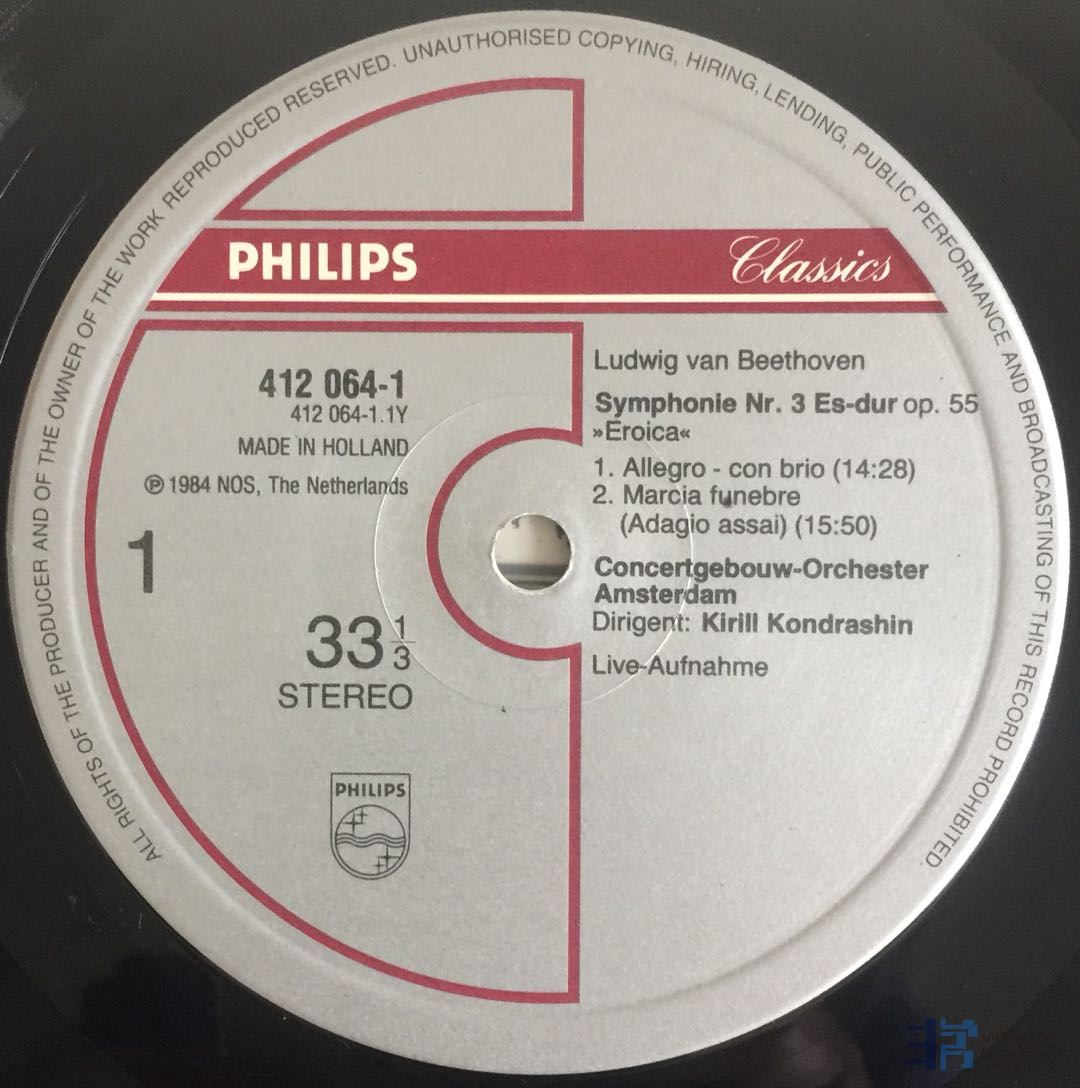 ALL RIGHTS OF THE PRODUCER AND OF THE OWNER OF THE WORK REPRODUCED RESERVED. UNAUTHORISED COPYING, HIRING, LENDING, PUBLIC PERFORMANCE AND BROADCASTING OF THIS RECORD PROHIBITED.
PHILIPS Classics
412 064-1
412 064-1.1Y
MADE IN HOLLAND
℗ 1984 NOS, The Netherlands
1
33 1/3
STEREO
PHILIPS
Ludwig van Beethoven
Symphonie Nr. 3 Es-dur op. 55
»Eroica«
1. Allegro - con brio (14:28)
2. Marcia funebre
(Adagio assai) (15:50)
Concertgebouw-Orchester
Amsterdam
Dirigent: Kirill Kondrashin
Live-Aufnahme